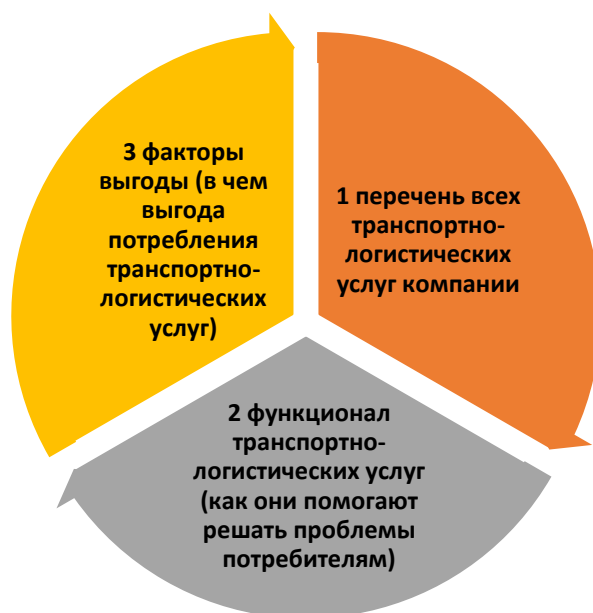 1 перечень всех
транспортно-
логистических
услуг компании
2 функционал
транспортно-
логистических услуг
(как они помогают
решать проблемы
потребителям)
3 факторы
выгоды (в чем
выгода
потребления
транспортно-
логистических
услуг)